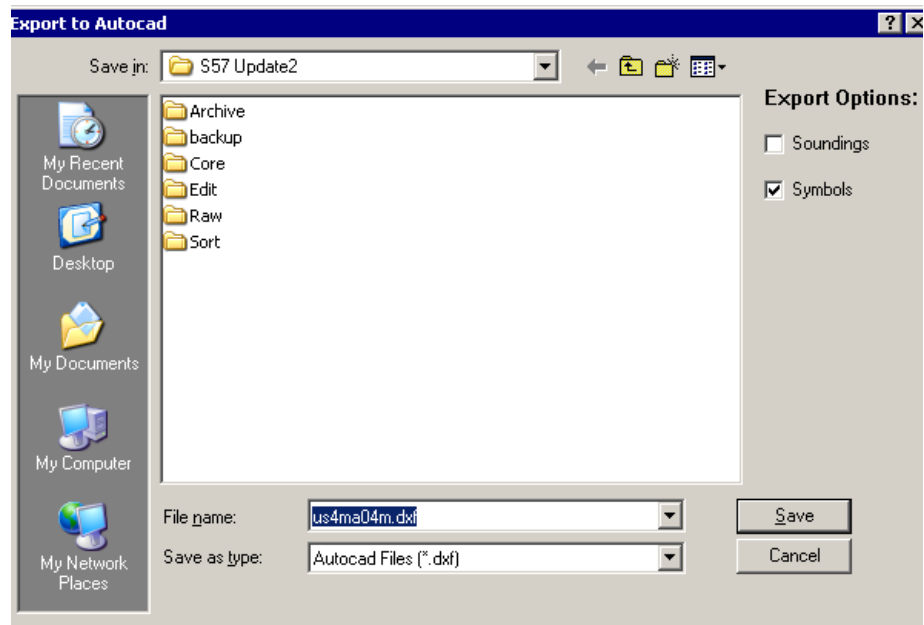 Export to Autocad
Save in:
S57 Update2
Export Options:
Soundings
Symbols
My Recent
Documents
Desktop
My Documents
My Computer
My Network
Places
Archive
backup
Core
Edit
Raw
Sort
File name:
us4ma04m.dxf
Save
Save as type:
Autocad Files (*.dxf)
Cancel